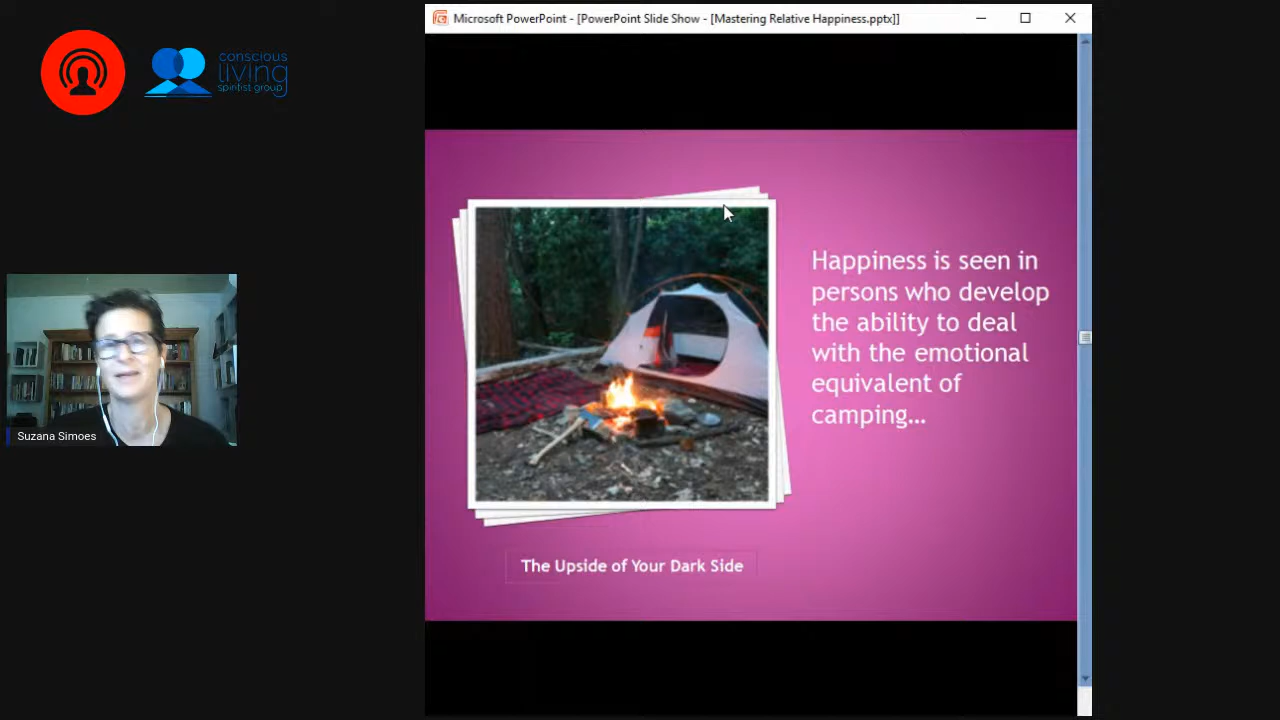 Microsoft PowerPoint - [PowerPoint Slide Show - [Mastering Relative Happiness.pptx]]
conscious
living
spiritist group
Happiness is seen in
persons who develop
the ability to deal
with the emotional
equivalent of
camping…
Suzana Simoes
The Upside of Your Dark Side